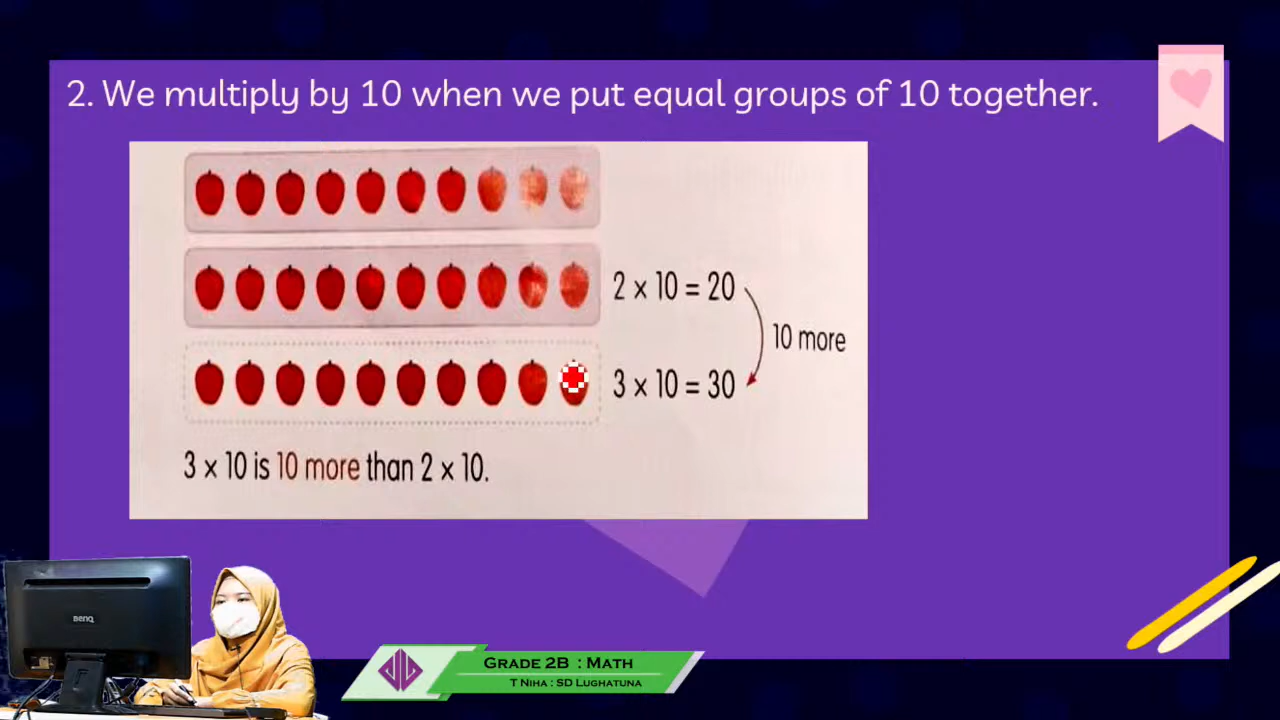 2. We multiply by 10 when we put equal groups of 10 together.
2 x 10 = 20
10 more
3 x 10 = 30
3 x 10 is 10 more than 2 x 10.
BENQ
GRADE 2B : MATH
T NIHA : SD LUGHATUNA